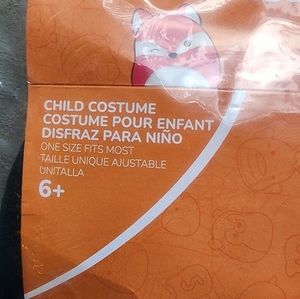 CHILD COSTUME
COSTUME POUR ENFANT
DISFRAZ PARA NIÑO
ONE SIZE FITS MOST
TAILLE UNIQUE AJUSTABLE
UNITALLA
6+